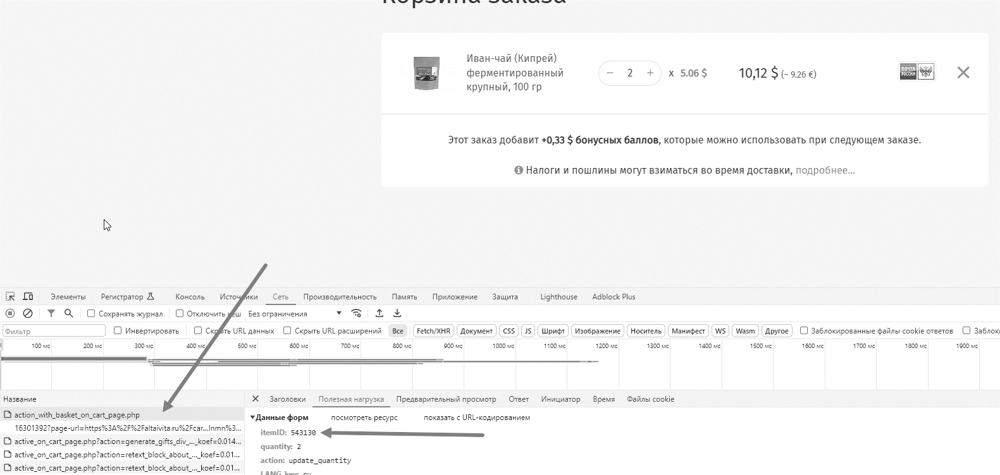 Корзина заказа
Иван-чай (Кипрей)
ферментированный
крупный, 100 гр
− 2 + x 5.06 $ 10,12 $ (~ 9.26 €)
ПОЧТА
РОССИИ
Этот заказ добавит +0,33 $ бонусных баллов, которые можно использовать при следующем заказе.
Налоги и пошлины могут взиматься во время доставки, подробнее...
Элементы Регистратор Консоль Источники Сеть Производительность Память Приложение Защита Lighthouse Adblock Plus
Сохранять журнал Отключить кеш Без ограничения
Фильтр Инвертировать Скрыть URL данных Скрыть URL расширений Все Fetch/XHR Документ CSS JS Шрифт Изображение Носитель Манифест WS Wasm Другое Заблокированные файлы cookie ответов Заблок
100 мс 200 мс 300 мс 400 мс 500 мс 600 мс 700 мс 800 мс 900 мс 1000 мс 1100 мс 1200 мс 1300 мс 1400 мс 1500 мс 1600 мс 1700 мс 1800 мс 1900 мс
Название Заголовки Полезная нагрузка Предварительный просмотр Ответ Инициатор Время Файлы cookie
action_with_basket_on_cart_page.php
16301392?page-url=https%3A%2F%2Faltaivita.ru%2Fcar...lnmn%3...
active_on_cart_page.php?action=generate_gifts_div_..._koef=0.014...
active_on_cart_page.php?action=retext_block_about_..._koef=0.01...
active_on_cart_page.php?action=retext_block_about_..._koef=0.01...
Данные форм посмотреть ресурс показать с URL-кодированием
itemID: 543130
quantity: 2
action: update_quantity
LANG_key: ru